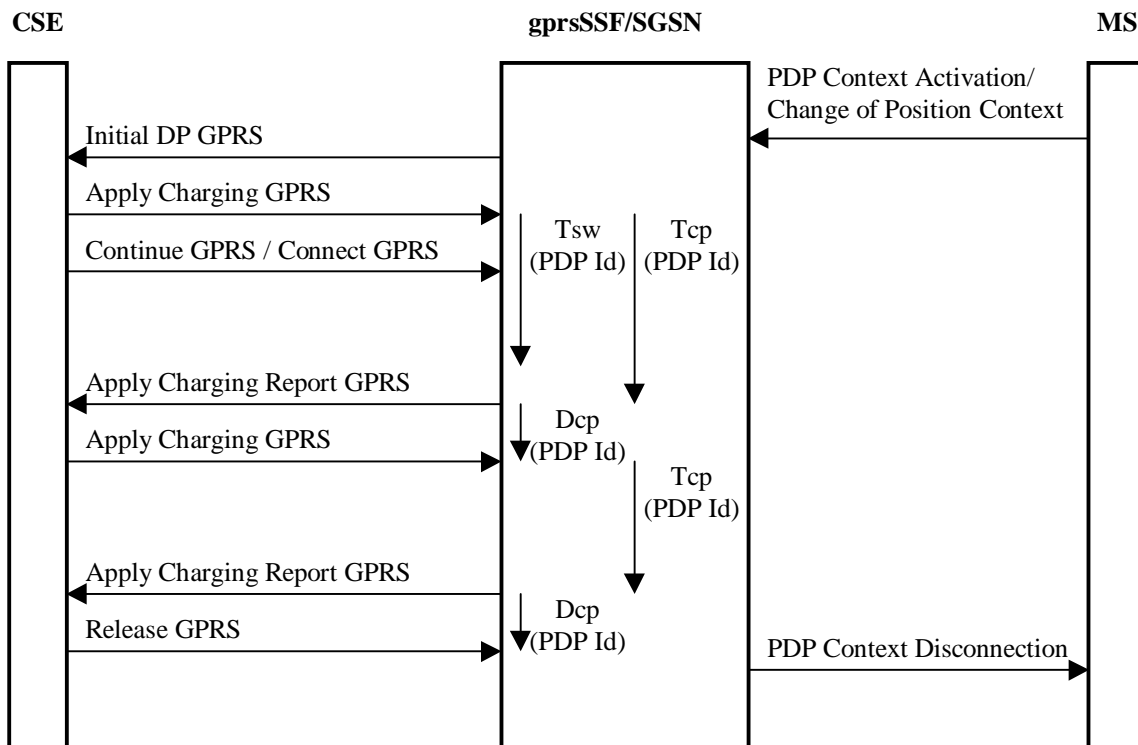 CSE
gprsSSF/SGSN
MS
PDP Context Activation/
Change of Position Context
Initial DP GPRS
Apply Charging GPRS
Tsw
(PDP Id)
Tcp
(PDP Id)
Continue GPRS / Connect GPRS
Apply Charging Report GPRS
Dcp
(PDP Id)
Apply Charging GPRS
Tcp
(PDP Id)
Apply Charging Report GPRS
Dcp
(PDP Id)
Release GPRS
PDP Context Disconnection